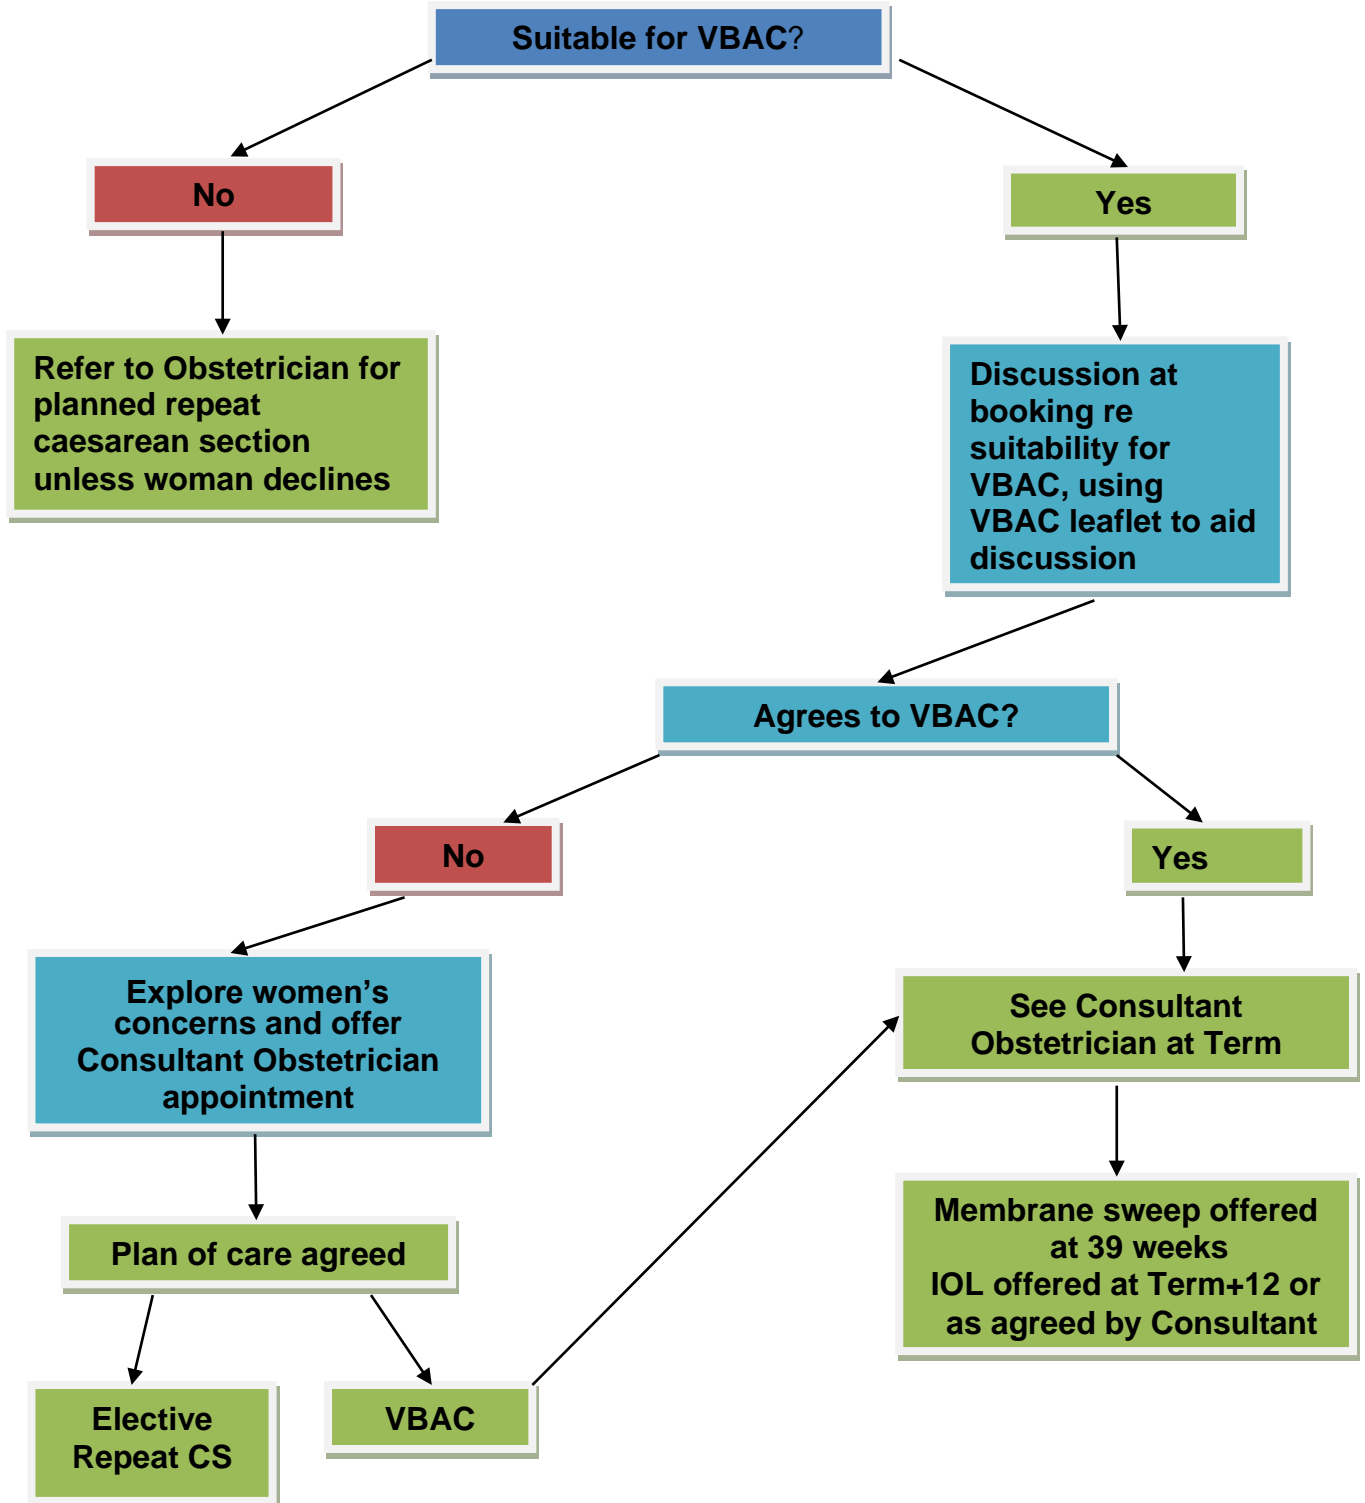 Suitable for VBAC?
No
Yes
Refer to Obstetrician for
planned repeat
caesarean section
unless woman declines
Discussion at
booking re
suitability for
VBAC, using
VBAC leaflet to aid
discussion
Agrees to VBAC?
No
Yes
Explore women’s
concerns and offer
Consultant Obstetrician
appointment
See Consultant
Obstetrician at Term
Plan of care agreed
Membrane sweep offered
at 39 weeks
IOL offered at Term+12 or
as agreed by Consultant
Elective
Repeat CS
VBAC